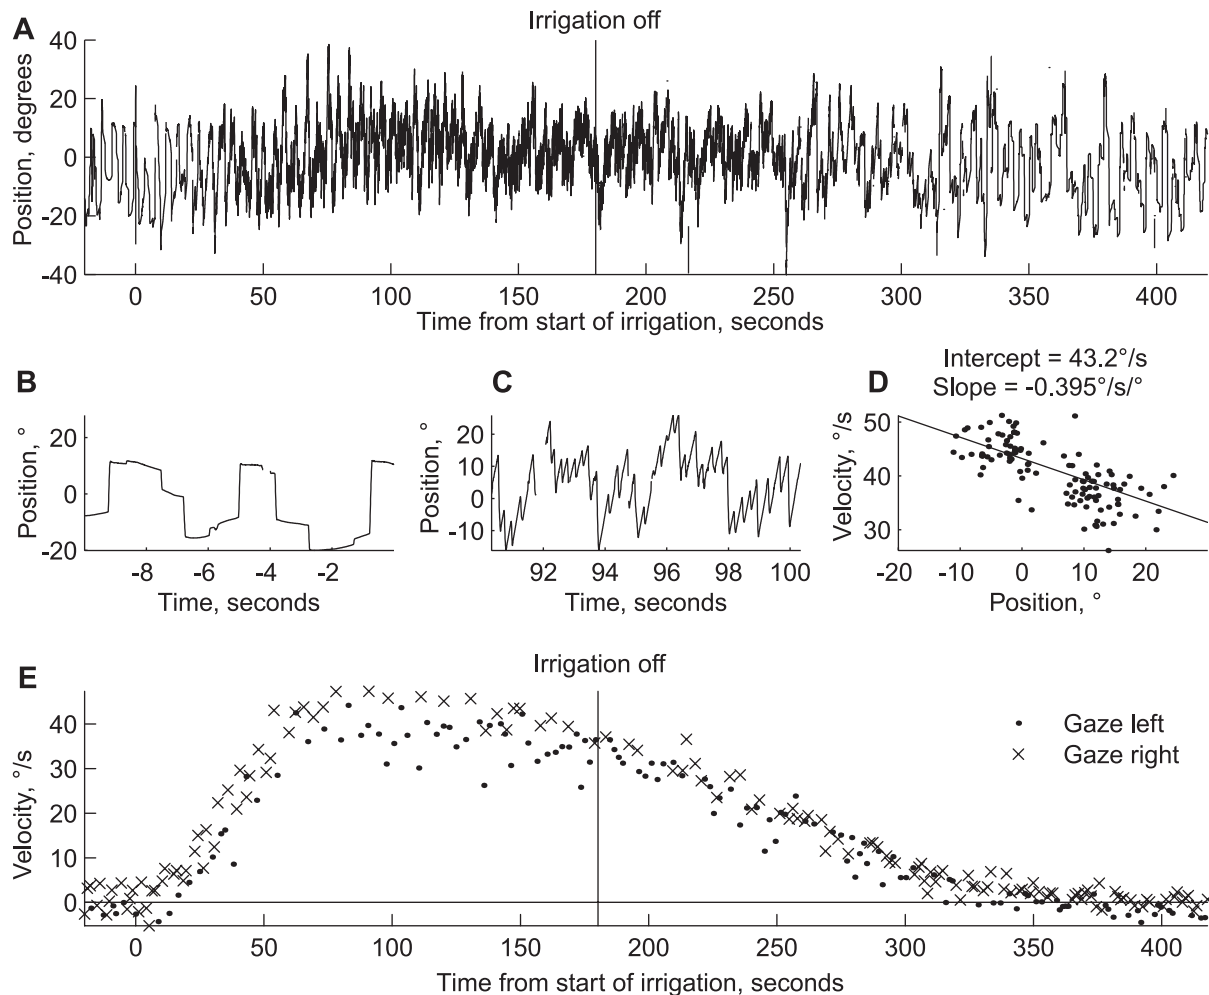 A
Irrigation off
Position, degrees
40
20
0
-20
-40
0 50 100 150 200 250 300 350 400
Time from start of irrigation, seconds
B
Position, °
20
0
-20
-8 -6 -4 -2
Time, seconds
C
Position, °
20
10
0
-10
92 94 96 98 100
Time, seconds
Intercept = 43.2°/s
D Slope = -0.395°/s/°
Velocity, °/s
50
40
30
-20 -10 0 10 20
Position, °
E
Irrigation off
Velocity, °/s
40
30
20
10
0
Gaze left
Gaze right
0 50 100 150 200 250 300 350 400
Time from start of irrigation, seconds